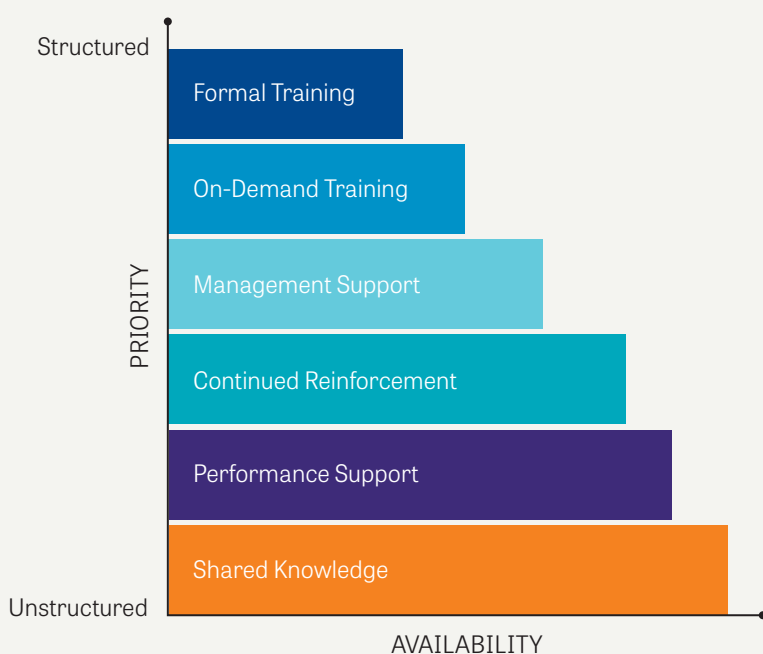 Structured
Formal Training
On-Demand Training
Management Support
PRIORITY
Continued Reinforcement
Performance Support
Shared Knowledge
Unstructured
AVAILABILITY